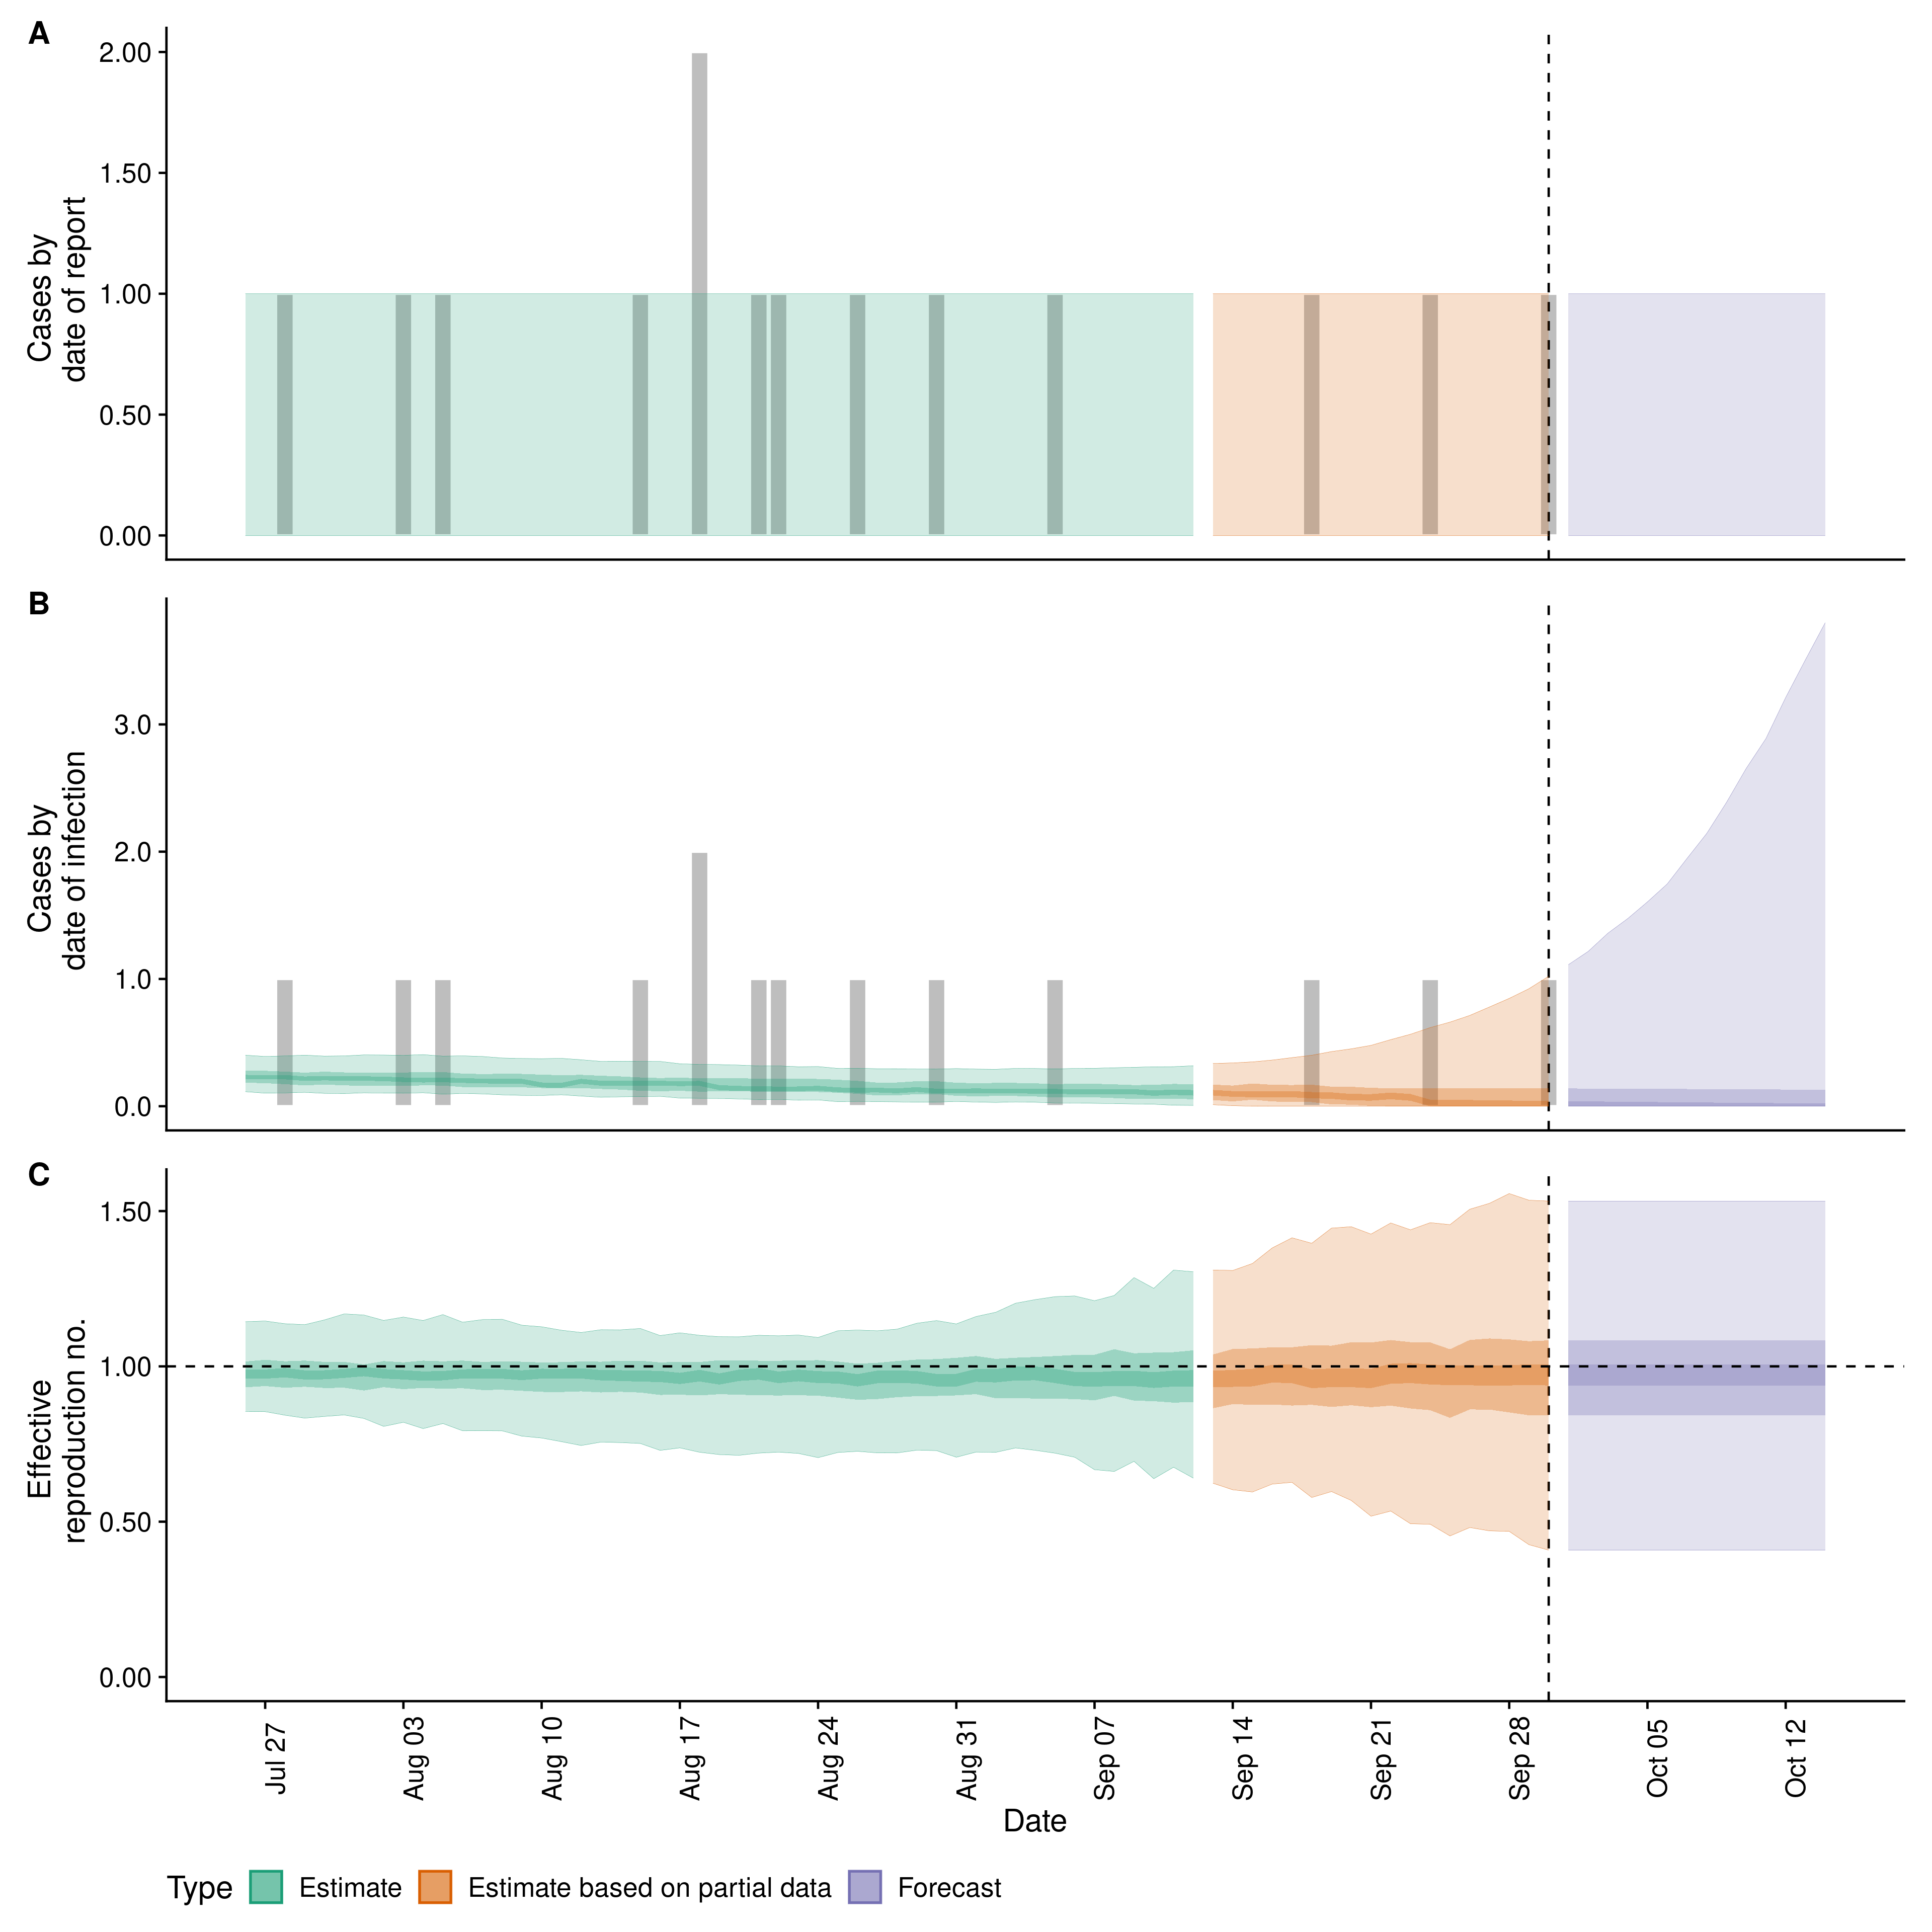 A
2.00
1.50
1.00
0.50
0.00
Cases by
date of report
B
3.0
2.0
1.0
0.0
Cases by
date of infection
C
1.50
1.00
0.50
0.00
Effective
reproduction no.
Jul 27
Aug 03
Aug 10
Aug 17
Aug 24
Aug 31
Sep 07
Sep 14
Sep 21
Sep 28
Oct 05
Oct 12
Date
Type Estimate Estimate based on partial data Forecast